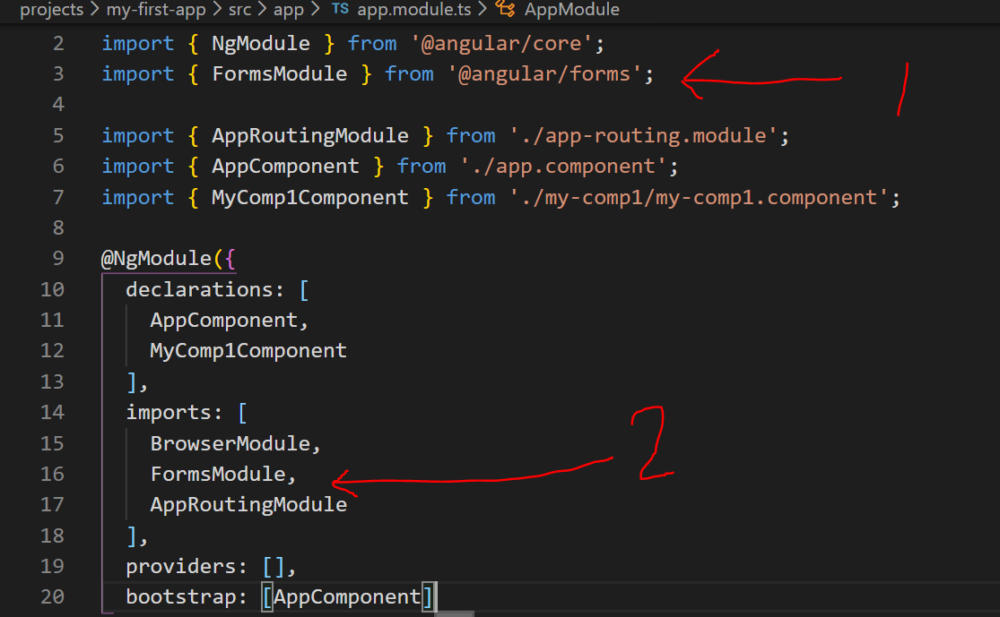 projects > my-first-app > src > app > TS app.module.ts > AppModule
2 import { NgModule } from '@angular/core';
3 import { FormsModule } from '@angular/forms';
1
4
5 import { AppRoutingModule } from './app-routing.module';
6 import { AppComponent } from './app.component';
7 import { MyComp1Component } from './my-comp1/my-comp1.component';
8
9 @NgModule({
10 declarations: [
11 AppComponent,
12 MyComp1Component
13 ],
14 imports: [
15 BrowserModule,
2
16 FormsModule,
17 AppRoutingModule
18 ],
19 providers: [],
20 bootstrap: [AppComponent]